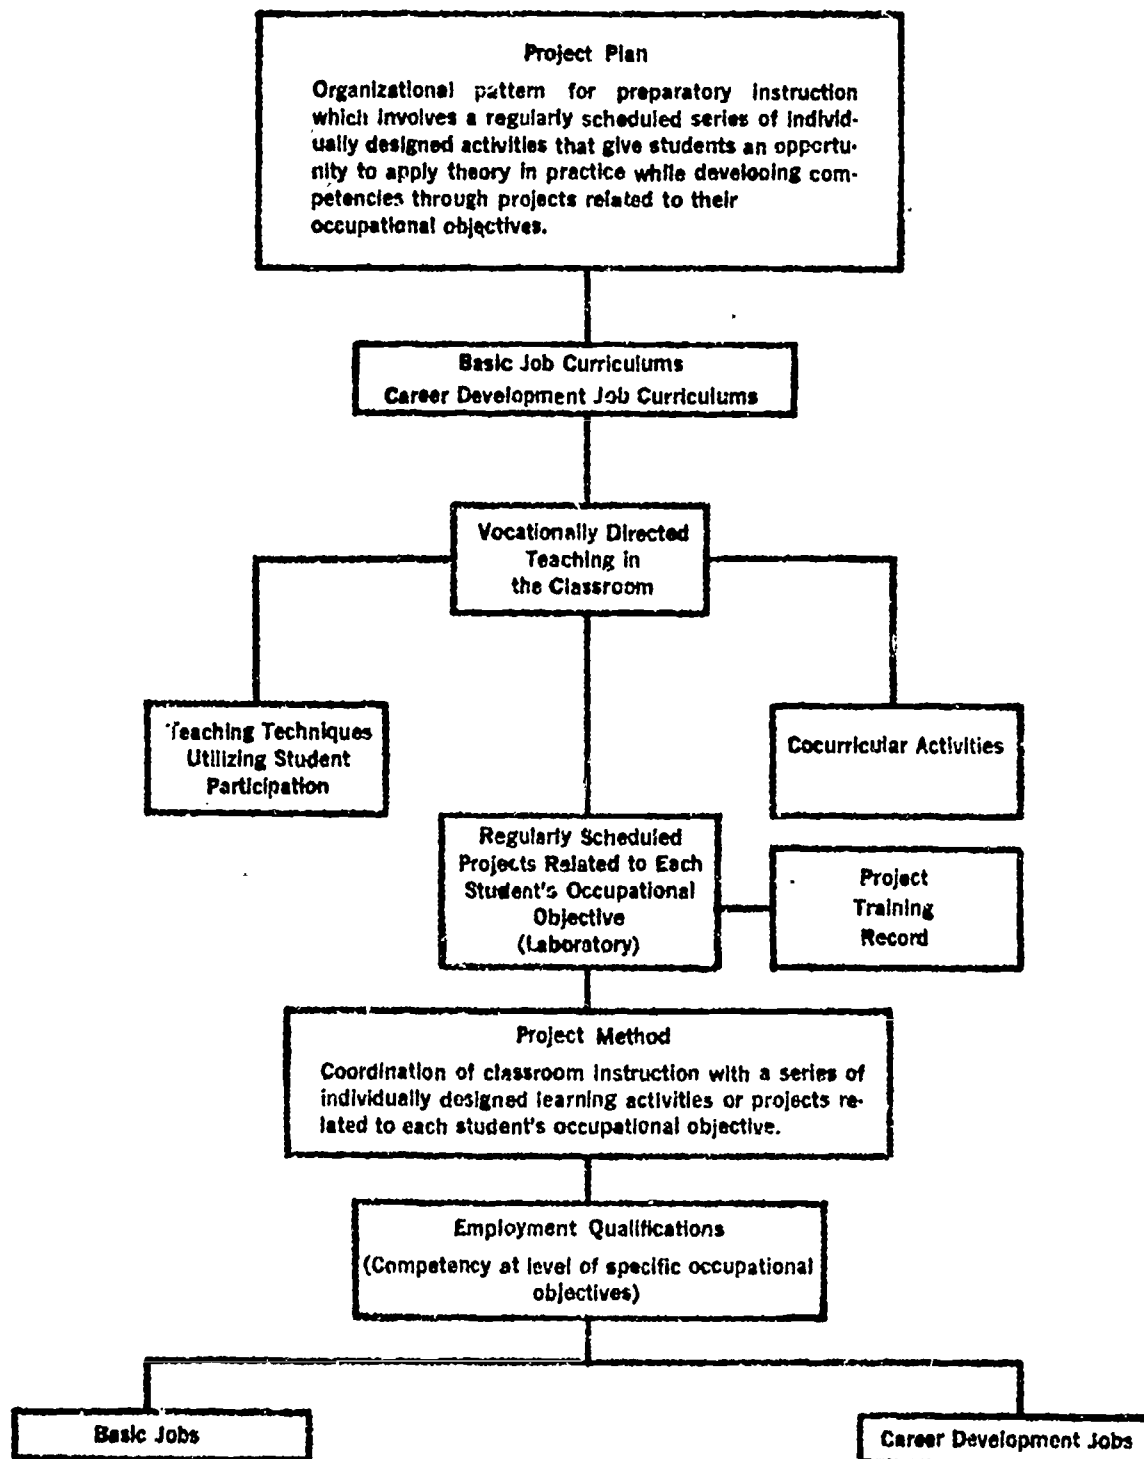 Project Plan
Organizational pattern for preparatory instruction
which involves a regularly scheduled series of individ-
ually designed activities that give students an opportu-
nity to apply theory in practice while developing com-
petencies through projects related to their
occupational objectives.
Basic Job Curriculums
Career Development Job Curriculums
Vocationally Directed
Teaching in
the Classroom
Teaching Techniques
Utilizing Student
Participation
Cocurricular Activities
Regularly Scheduled
Projects Related to Each
Student's Occupational
Objective
(Laboratory)
Project
Training
Record
Project Method
Coordination of classroom instruction with a series of
individually designed learning activities or projects re-
lated to each student's occupational objective.
Employment Qualifications
(Competency at level of specific occupational
objectives)
Basic Jobs
Career Development Jobs